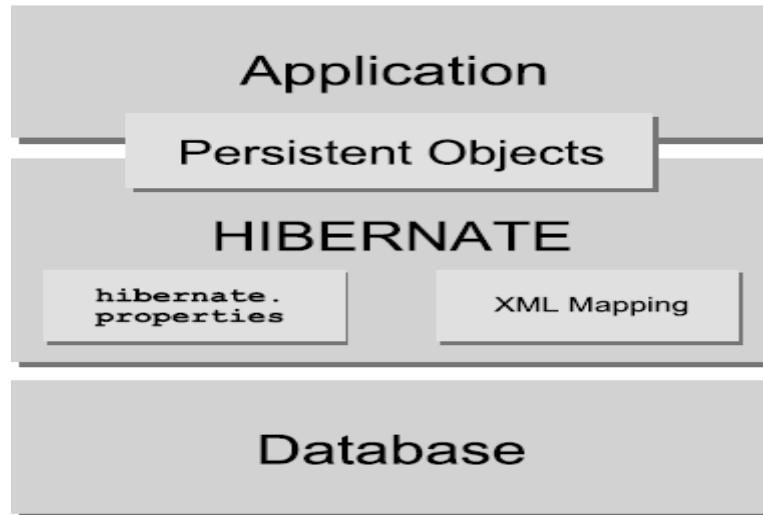 Application
Persistent Objects
HIBERNATE
hibernate.
properties
XML Mapping
Database